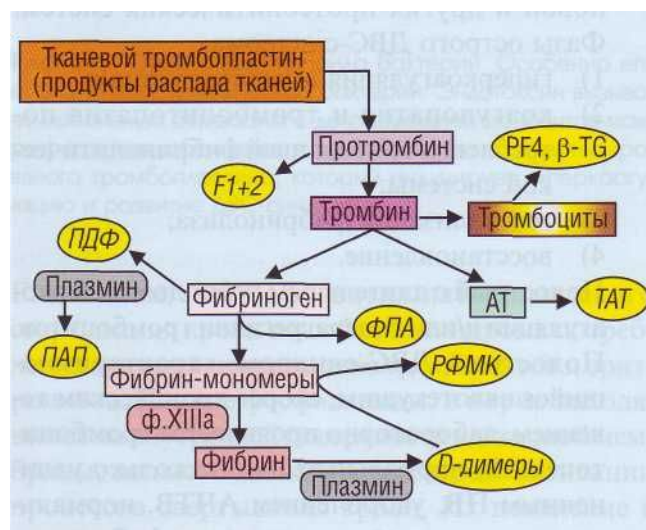 Тканевой тромбопластин
(продукты распада тканей)
Протромбин
PF4, β-TG
F1+2
Тромбин
Тромбоциты
ПДФ
Плазмин
Фибриноген
АТ
ТАТ
ФПА
ПАП
РФМК
Фибрин-мономеры
ф.XIIIa
Фибрин
D-димеры
Плазмин